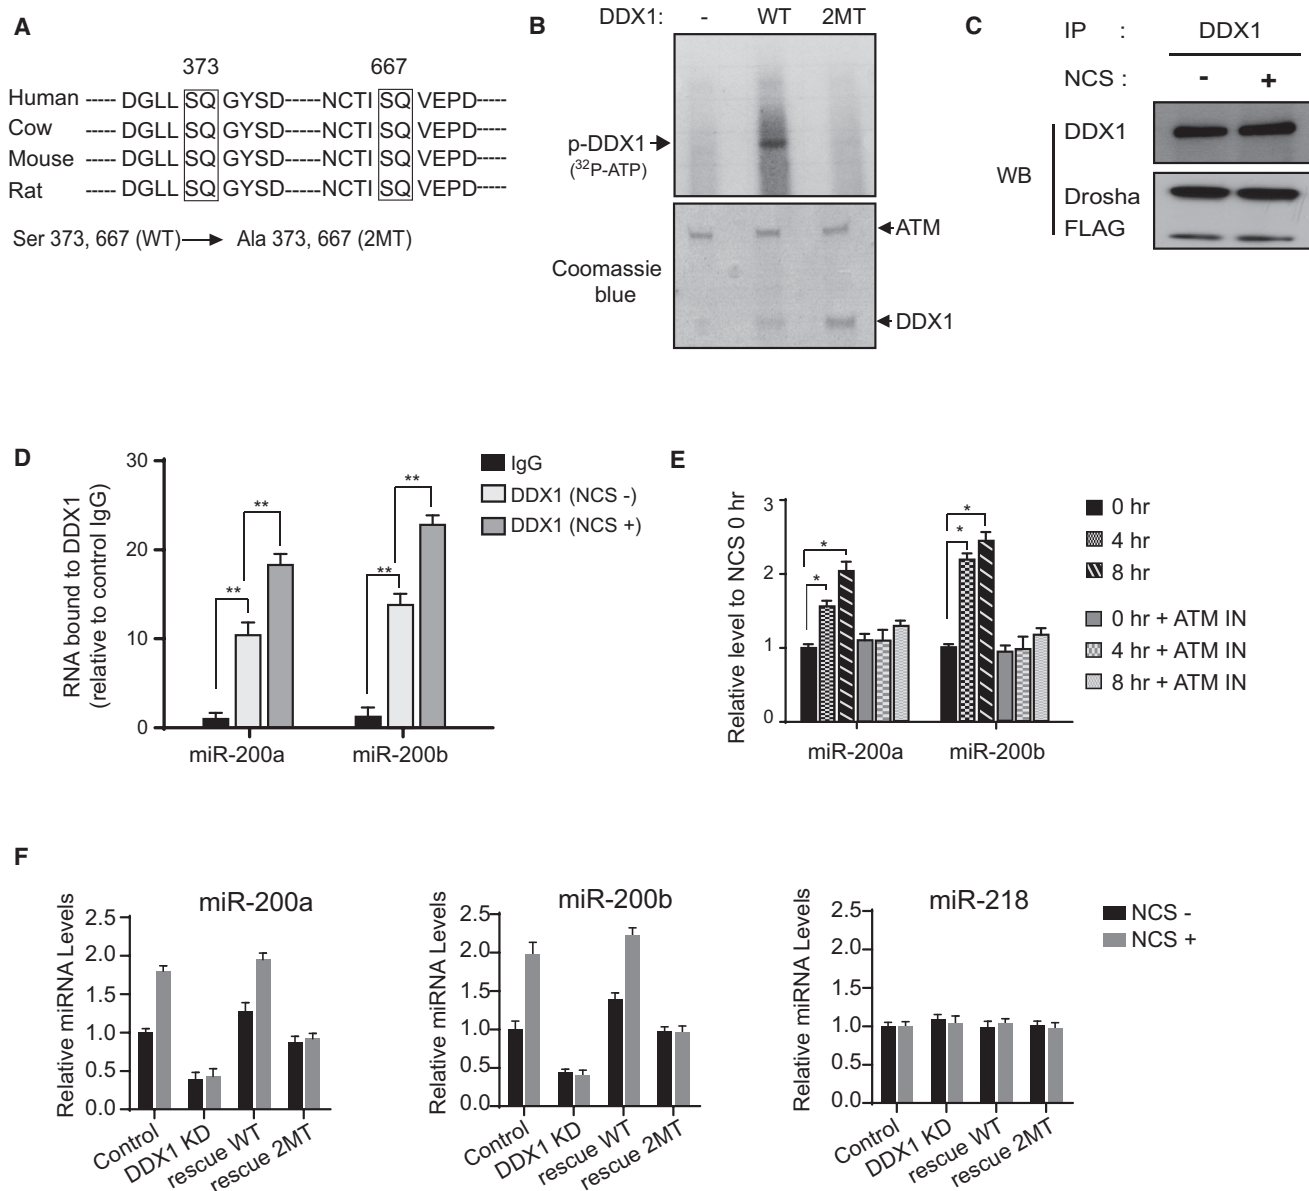 A
373 667
Human ----- DGLL SQ GYSD-----NCTI SQ VEPD-----
Cow ----- DGLL SQ GYSD-----NCTI SQ VEPD-----
Mouse ----- DGLL SQ GYSD-----NCTI SQ VEPD-----
Rat ----- DGLL SQ GYSD-----NCTI SQ VEPD-----
Ser 373, 667 (WT) → Ala 373, 667 (2MT)
B
DDX1: - WT 2MT
p-DDX1
(32P-ATP)
Coomassie
blue
ATM
DDX1
C
IP : DDX1
NCS : - +
WB
DDX1
Drosha
FLAG
D
RNA bound to DDX1
(relative to control IgG)
30
20
10
0
** ** ** **
miR-200a miR-200b
IgG
DDX1 (NCS -)
DDX1 (NCS +)
E
Relative level to NCS 0 hr
3
2
1
0
* * * *
miR-200a miR-200b
0 hr
4 hr
8 hr
0 hr + ATM IN
4 hr + ATM IN
8 hr + ATM IN
F
miR-200a
Relative miRNA Levels
2.5
2.0
1.5
1.0
0.5
0.0
Control
DDX1 KD
rescue WT
rescue 2MT
miR-200b
Relative miRNA Levels
2.5
2.0
1.5
1.0
0.5
0.0
Control
DDX1 KD
rescue WT
rescue 2MT
miR-218
Relative miRNA Levels
2.5
2.0
1.5
1.0
0.5
0.0
Control
DDX1 KD
rescue WT
rescue 2MT
NCS -
NCS +